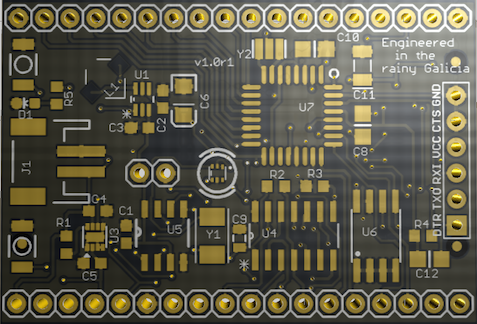 C10
Engineered
in the
rainy Galicia
Y2
v1.0r1
U1
L1
R5
D1
C6
C2
C3
U7
C11
C8
DTR TXO RXI VCC CTS GND
J1
R2
R3
C4
R1
C1
U3
U5
Y1
C9
U4
U6
R4
C5
C12